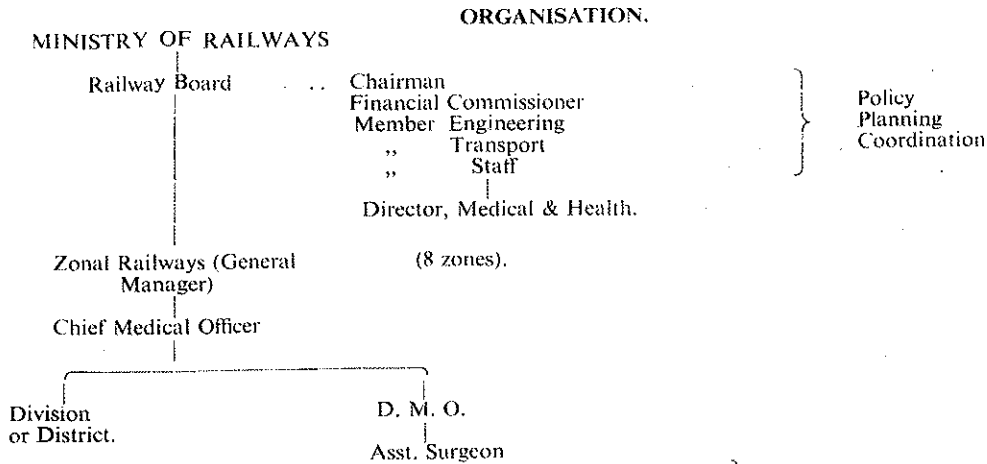 ORGANISATION.
MINISTRY OF RAILWAYS
Railway Board .. Chairman
Financial Commissioner
Member Engineering
,, Transport
,, Staff
Policy
Planning
Coordination
Director, Medical & Health.
Zonal Railways (General (8 zones).
Manager)
Chief Medical Officer
Division D. M. O.
or District.
Asst. Surgeon